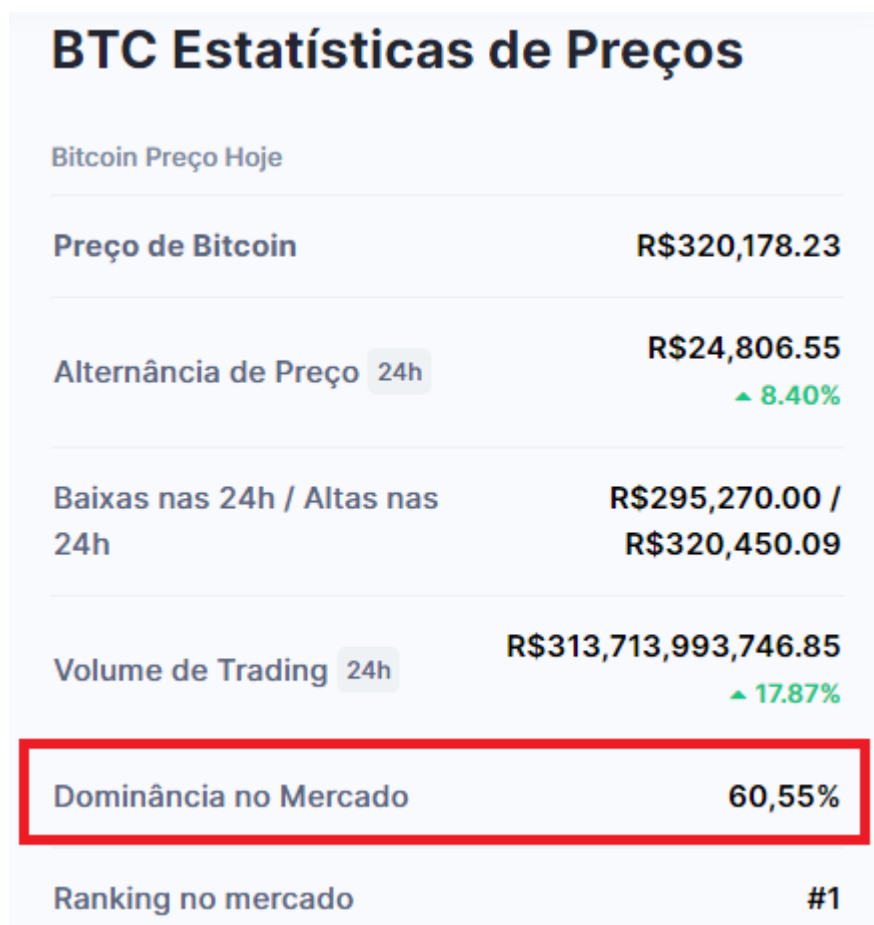 BTC Estatísticas de Preços
Bitcoin Preço Hoje
Preço de Bitcoin R$320,178.23
Alternância de Preço 24h R$24,806.55
8.40%
Baixas nas 24h / Altas nas 24h R$295,270.00 /
R$320,450.09
Volume de Trading 24h R$313,713,993,746.85
17.87%
Dominância no Mercado 60,55%
Ranking no mercado #1